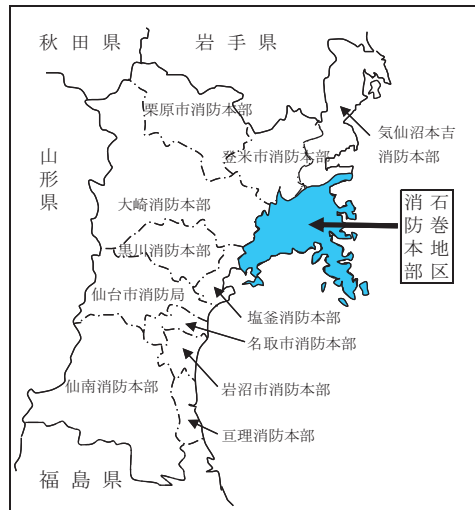 秋田県
岩手県
栗原市消防本部
気仙沼本吉
消防本部
登米市消防本部
山形県
大崎消防本部
石巻地区
消防本部
黒川消防本部
仙台市消防局
塩釜消防本部
名取市消防本部
仙南消防本部
岩沼市消防本部
亘理消防本部
福島県